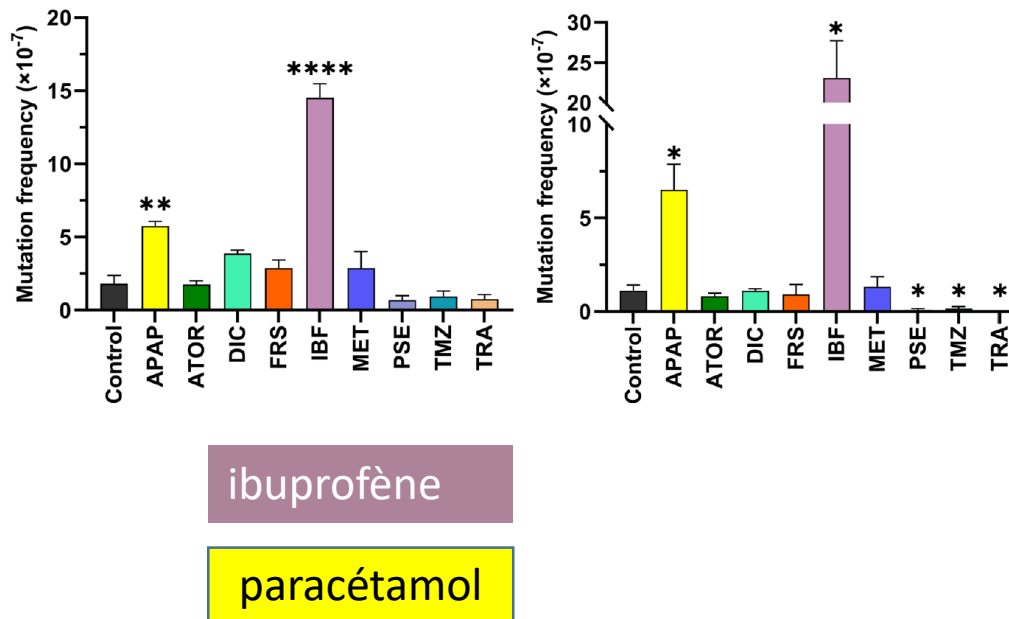 Mutation frequency (×10⁻⁷)
20
15
10
5
0
**
****
Control
APAP
ATOR
DIC
FRS
IBF
MET
PSE
TMZ
TRA
Mutation frequency (×10⁻⁷)
30
25
20
10
5
0
*
*
*
*
*
Control
APAP
ATOR
DIC
FRS
IBF
MET
PSE
TMZ
TRA
ibuprofène
paracétamol